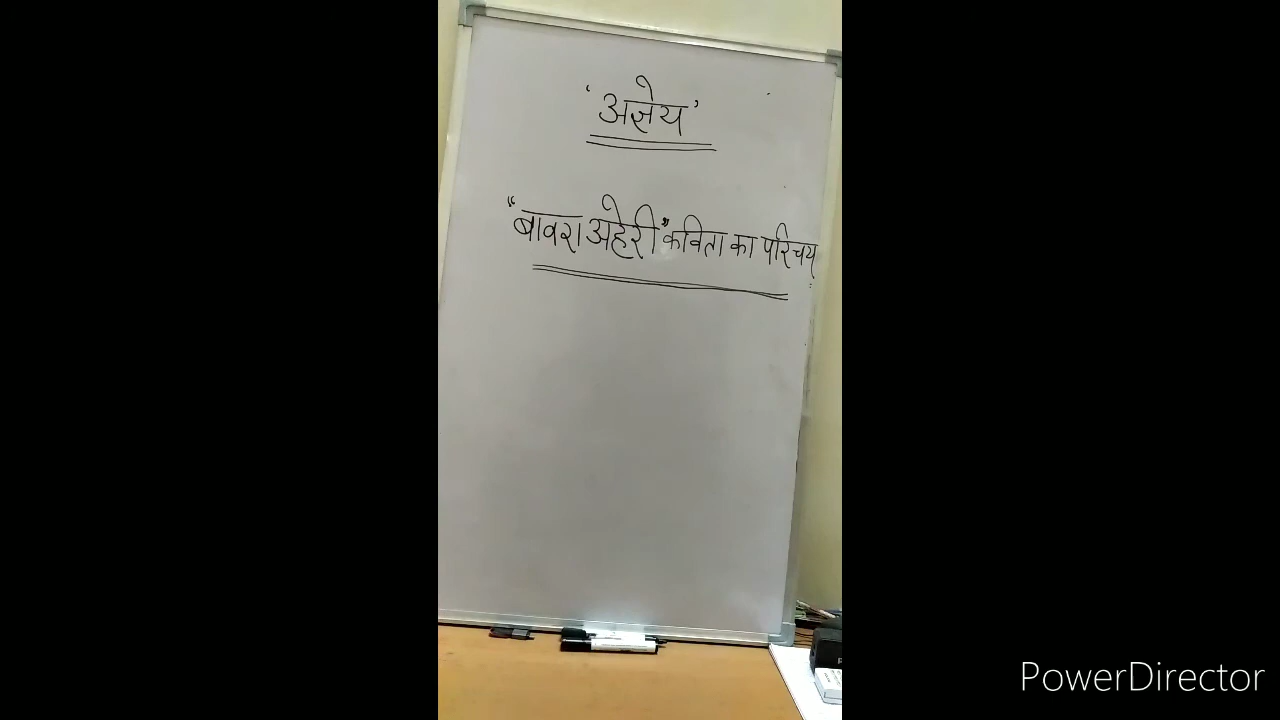 'अज्ञेय'
"बावरा अहेरी" कविता का परिचय
PowerDirector